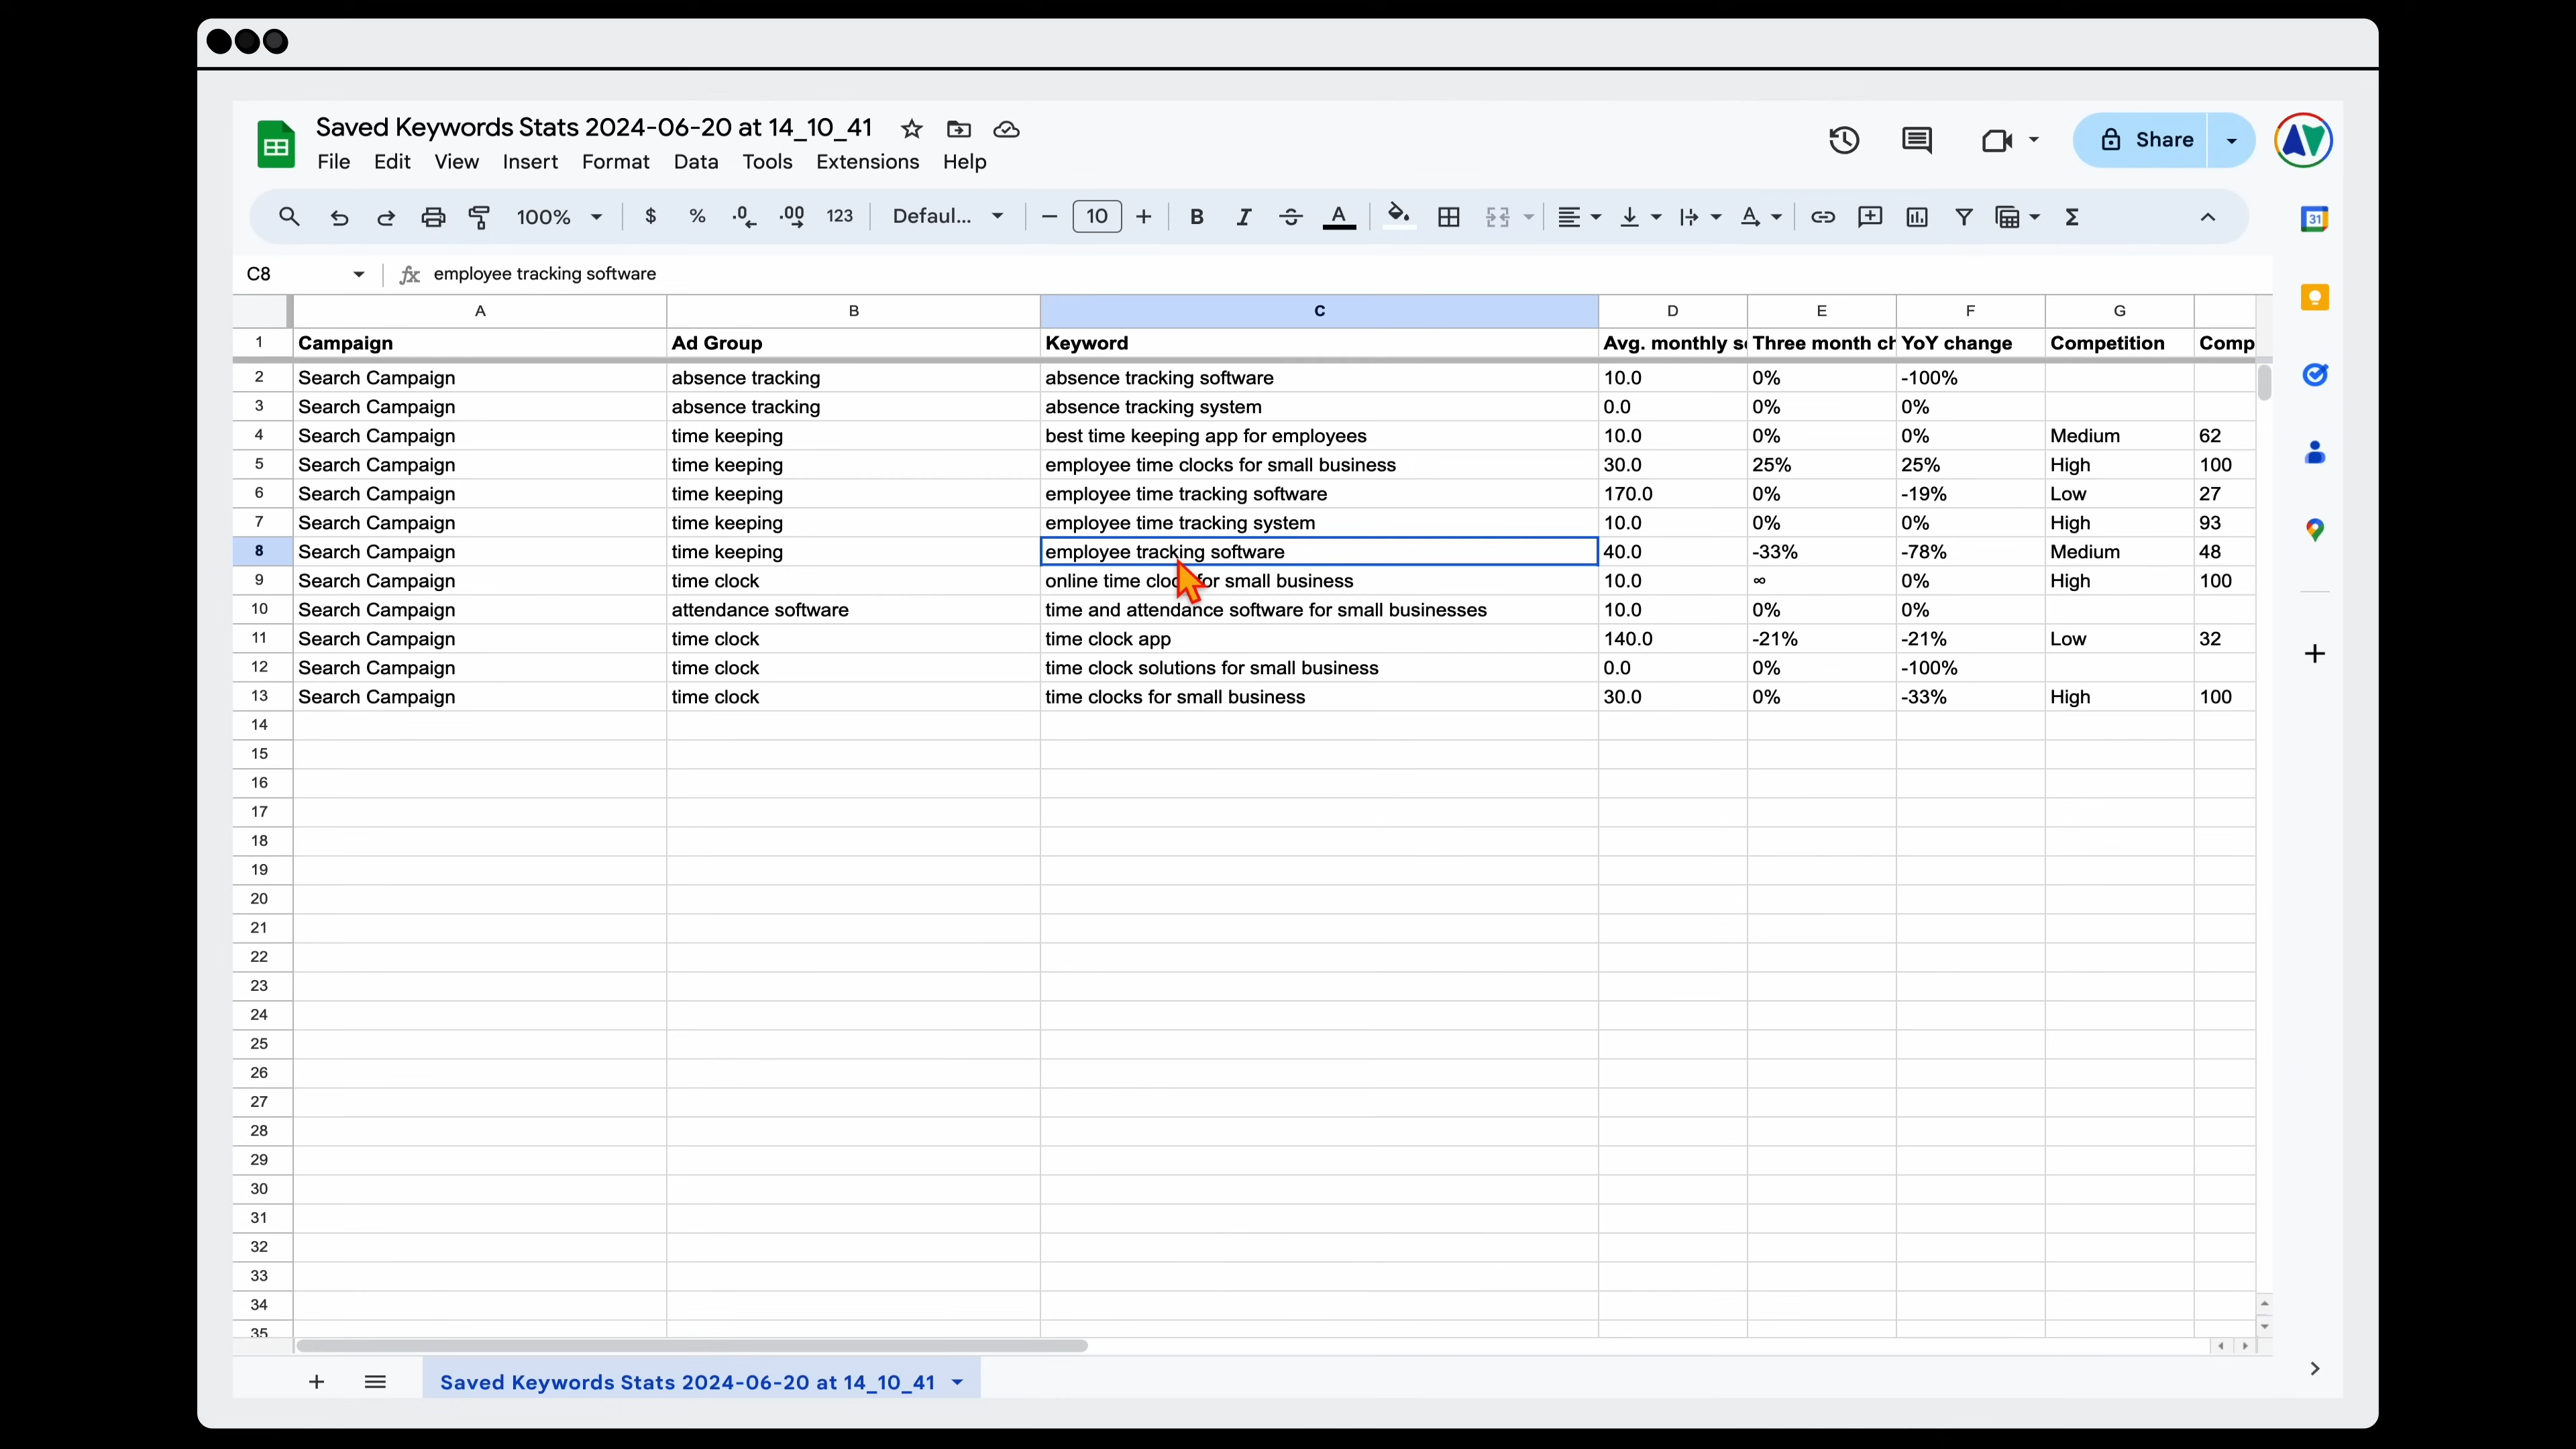 Saved Keywords Stats 2024-06-20 at 14_10_41
File Edit View Insert Format Data Tools Extensions Help
Share
100% $ % .0 .00 123 Defaul... 10 B I S A
31
C8 fx employee tracking software
A B C D E F G
1 Campaign Ad Group Keyword Avg. monthly s Three month ch YoY change Competition Comp
2 Search Campaign absence tracking absence tracking software 10.0 0% -100%
3 Search Campaign absence tracking absence tracking system 0.0 0% 0%
4 Search Campaign time keeping best time keeping app for employees 10.0 0% 0% Medium 62
5 Search Campaign time keeping employee time clocks for small business 30.0 25% 25% High 100
6 Search Campaign time keeping employee time tracking software 170.0 0% -19% Low 27
7 Search Campaign time keeping employee time tracking system 10.0 0% 0% High 93
8 Search Campaign time keeping employee tracking software 40.0 -33% -78% Medium 48
9 Search Campaign time clock online time clock for small business 10.0 ∞ 0% High 100
10 Search Campaign attendance software time and attendance software for small businesses 10.0 0% 0%
11 Search Campaign time clock time clock app 140.0 -21% -21% Low 32
12 Search Campaign time clock time clock solutions for small business 0.0 0% -100%
13 Search Campaign time clock time clocks for small business 30.0 0% -33% High 100
14
15
16
17
18
19
20
21
22
23
24
25
26
27
28
29
30
31
32
33
34
35
Saved Keywords Stats 2024-06-20 at 14_10_41